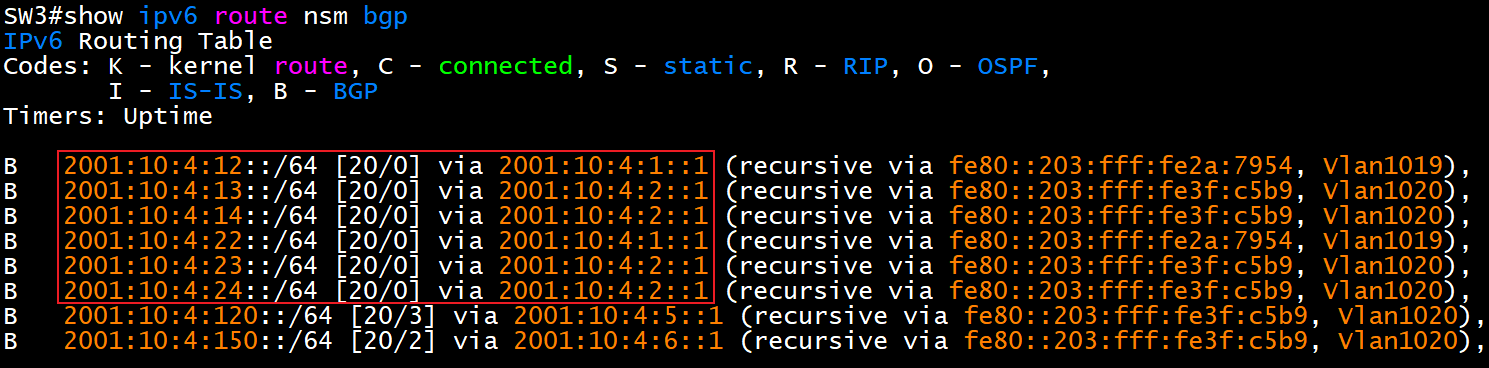 SW3#show ipv6 route nsm bgp
IPv6 Routing Table
Codes: K - kernel route, C - connected, S - static, R - RIP, O - OSPF,
       I - IS-IS, B - BGP
Timers: Uptime

B   2001:10:4:12::/64 [20/0] via 2001:10:4:1::1 (recursive via fe80::203:fff:fe2a:7954, Vlan1019),
B   2001:10:4:13::/64 [20/0] via 2001:10:4:2::1 (recursive via fe80::203:fff:fe3f:c5b9, Vlan1020),
B   2001:10:4:14::/64 [20/0] via 2001:10:4:2::1 (recursive via fe80::203:fff:fe3f:c5b9, Vlan1020),
B   2001:10:4:22::/64 [20/0] via 2001:10:4:1::1 (recursive via fe80::203:fff:fe2a:7954, Vlan1019),
B   2001:10:4:23::/64 [20/0] via 2001:10:4:2::1 (recursive via fe80::203:fff:fe3f:c5b9, Vlan1020),
B   2001:10:4:24::/64 [20/0] via 2001:10:4:2::1 (recursive via fe80::203:fff:fe3f:c5b9, Vlan1020),
B   2001:10:4:120::/64 [20/3] via 2001:10:4:5::1 (recursive via fe80::203:fff:fe3f:c5b9, Vlan1020),
B   2001:10:4:150::/64 [20/2] via 2001:10:4:6::1 (recursive via fe80::203:fff:fe3f:c5b9, Vlan1020),